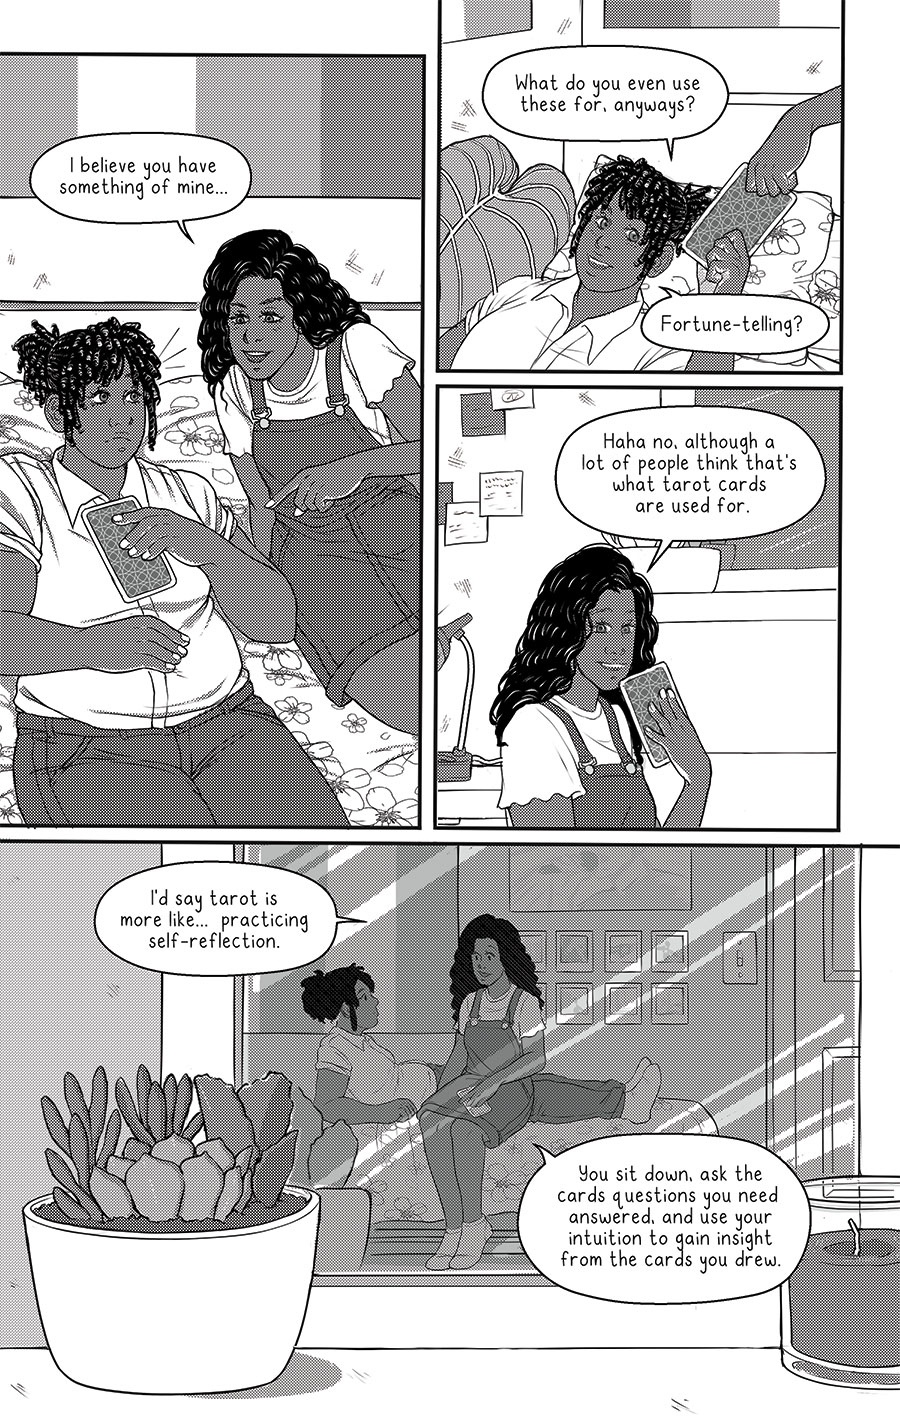 I believe you have
something of mine...
What do you even use
these for, anyways?
Fortune-telling?
Haha no, although a
lot of people think that's
what tarot cards
are used for.
I'd say tarot is
more like... practicing
self-reflection.
You sit down, ask the
cards questions you need
answered, and use your
intuition to gain insight
from the cards you drew.